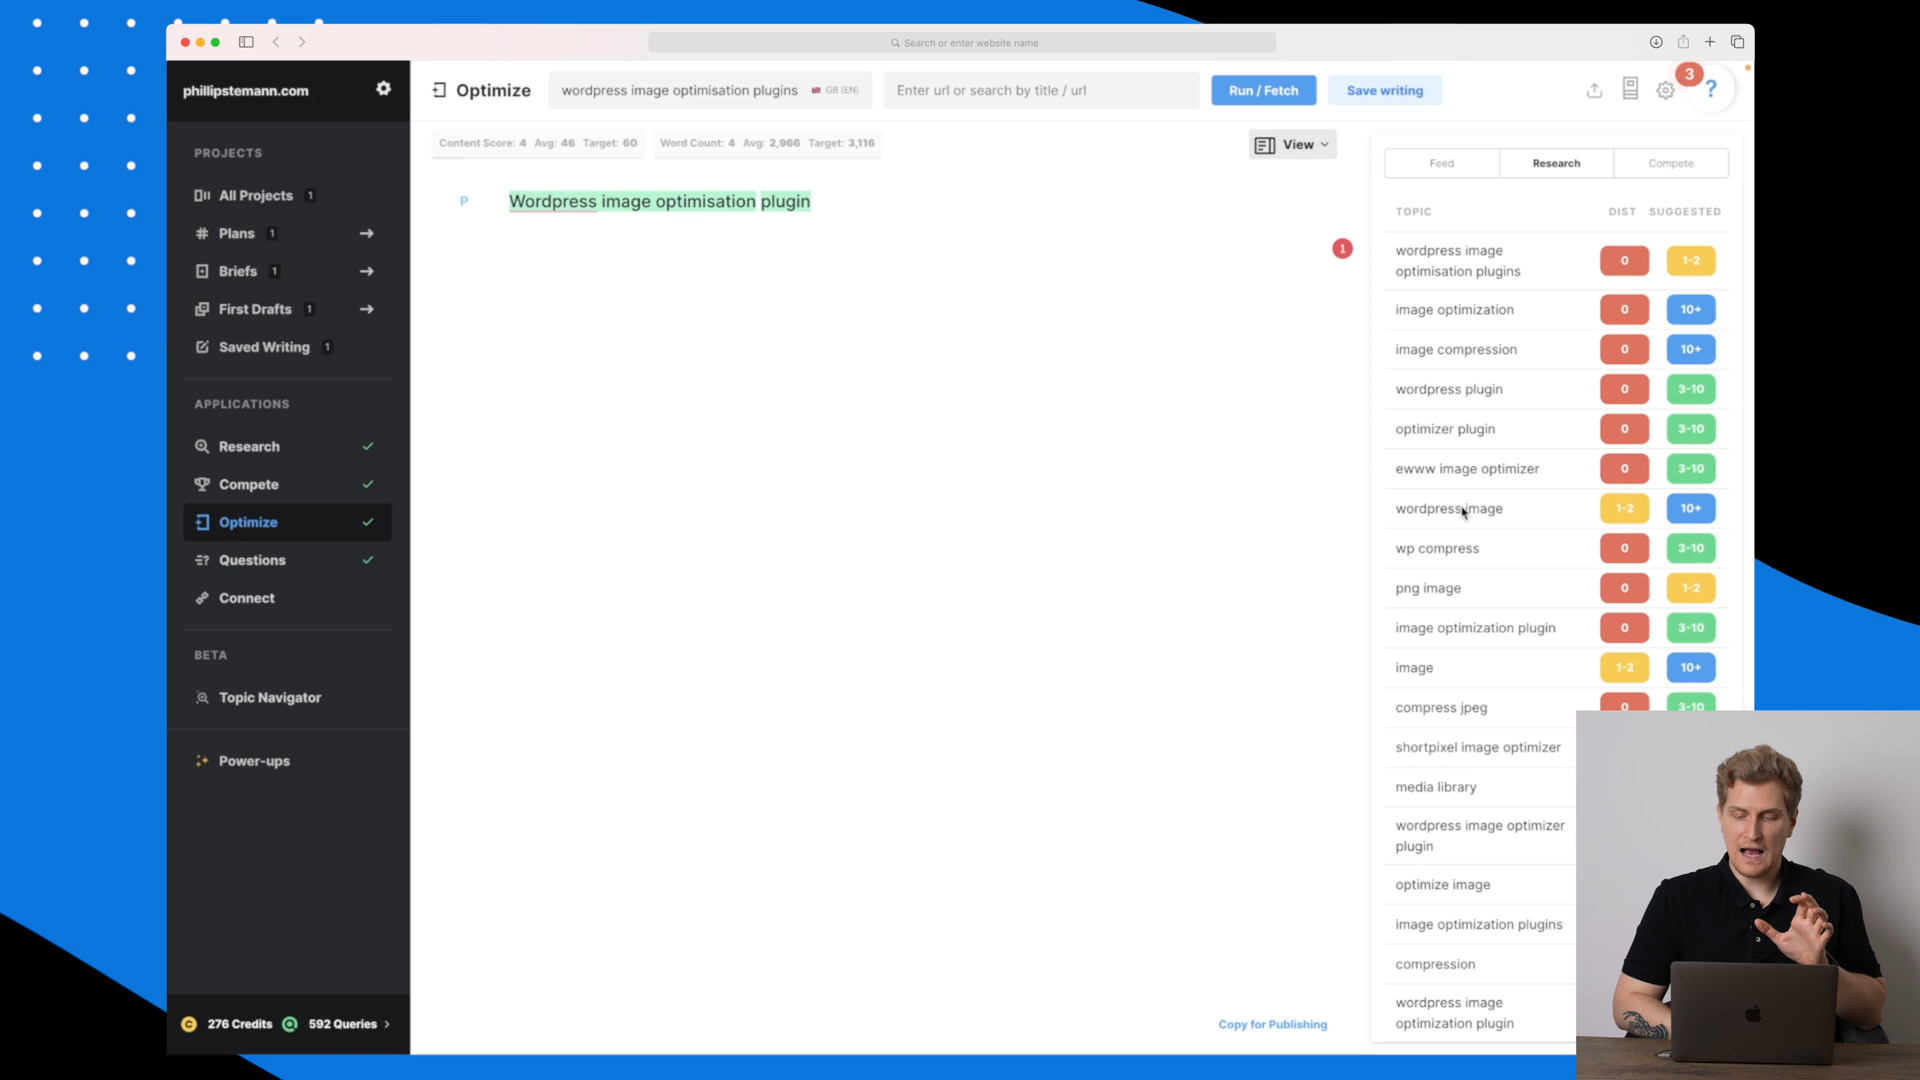 Search or enter website name
phillipstemann.com
Optimize
wordpress image optimisation plugins
GB (EN)
Enter url or search by title / url
Run / Fetch
Save writing
3
?
PROJECTS
All Projects 1
Plans 1
Briefs 1
First Drafts 1
Saved Writing 1
APPLICATIONS
Research
Compete
Optimize
Questions
Connect
BETA
Topic Navigator
Power-ups
C 276 Credits 592 Queries
Content Score: 4 Avg: 46 Target: 60
Word Count: 4 Avg: 2,966 Target: 3,116
View
P Wordpress image optimisation plugin
1
Copy for Publishing
Feed Research Compete
TOPIC DIST SUGGESTED
wordpress image
optimisation plugins 0 1-2
image optimization 0 10+
image compression 0 10+
wordpress plugin 0 3-10
optimizer plugin 0 3-10
ewww image optimizer 0 3-10
wordpress image 1-2 10+
wp compress 0 3-10
png image 0 1-2
image optimization plugin 0 3-10
image 1-2 10+
compress jpeg 0 3-10
shortpixel image optimizer
media library
wordpress image optimizer
plugin
optimize image
image optimization plugins
compression
wordpress image
optimization plugin